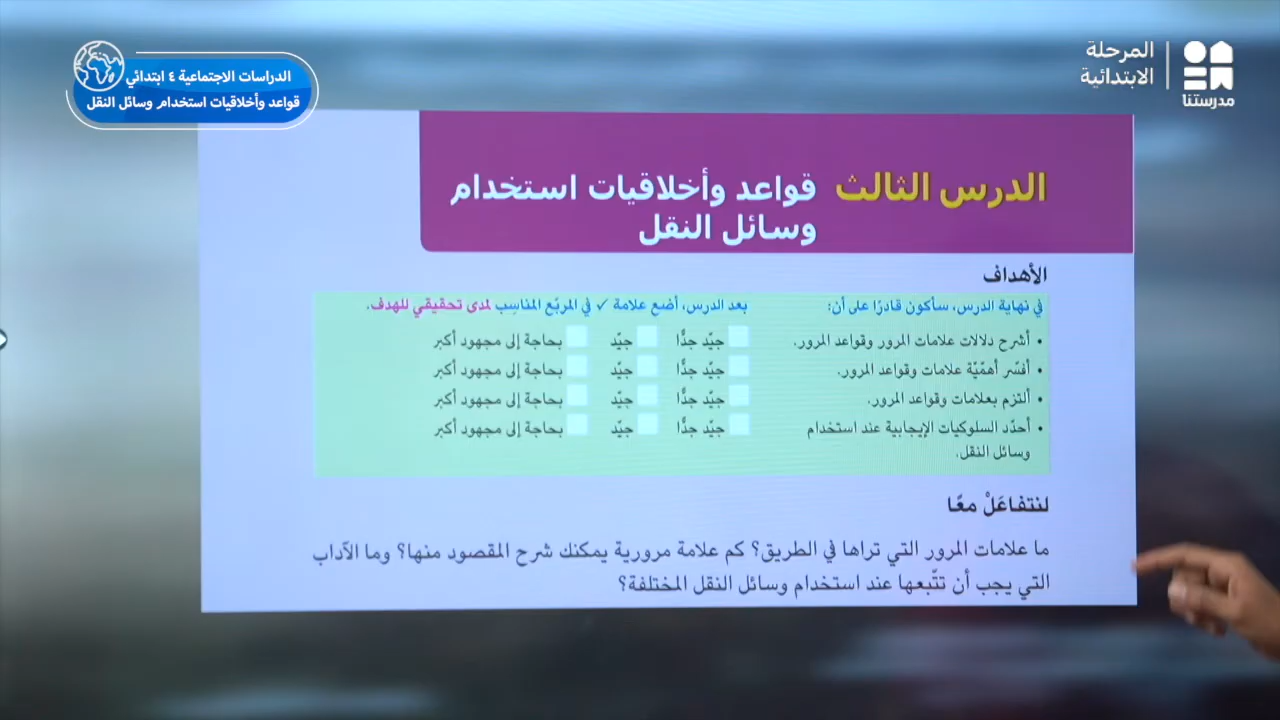 المرحلة
الابتدائية
مدرستنا
الدراسات الاجتماعية ٤ ابتدائي
قواعد وأخلاقيات استخدام وسائل النقل
الدرس الثالث قواعد وأخلاقيات استخدام
وسائل النقل
الأهداف
في نهاية الدرس، سأكون قادرًا على أن: بعد الدرس، أضع علامة ✓ في المربّع المناسِب لمدى تحقيقي للهدف.
• أشرح دلالات علامات المرور وقواعد المرور. جيّد جدًّا جيّد بحاجة إلى مجهود أكبر
• أفسّر أهمّيّة علامات وقواعد المرور. جيّد جدًّا جيّد بحاجة إلى مجهود أكبر
• ألتزم بعلامات وقواعد المرور. جيّد جدًّا جيّد بحاجة إلى مجهود أكبر
• أحدّد السلوكيات الإيجابية عند استخدام جيّد جدًّا جيّد بحاجة إلى مجهود أكبر
وسائل النقل.
لنتفاعَلْ معًا
ما علامات المرور التي تراها في الطريق؟ كم علامة مرورية يمكنك شرح المقصود منها؟ وما الآداب
التي يجب أن تتّبعها عند استخدام وسائل النقل المختلفة؟